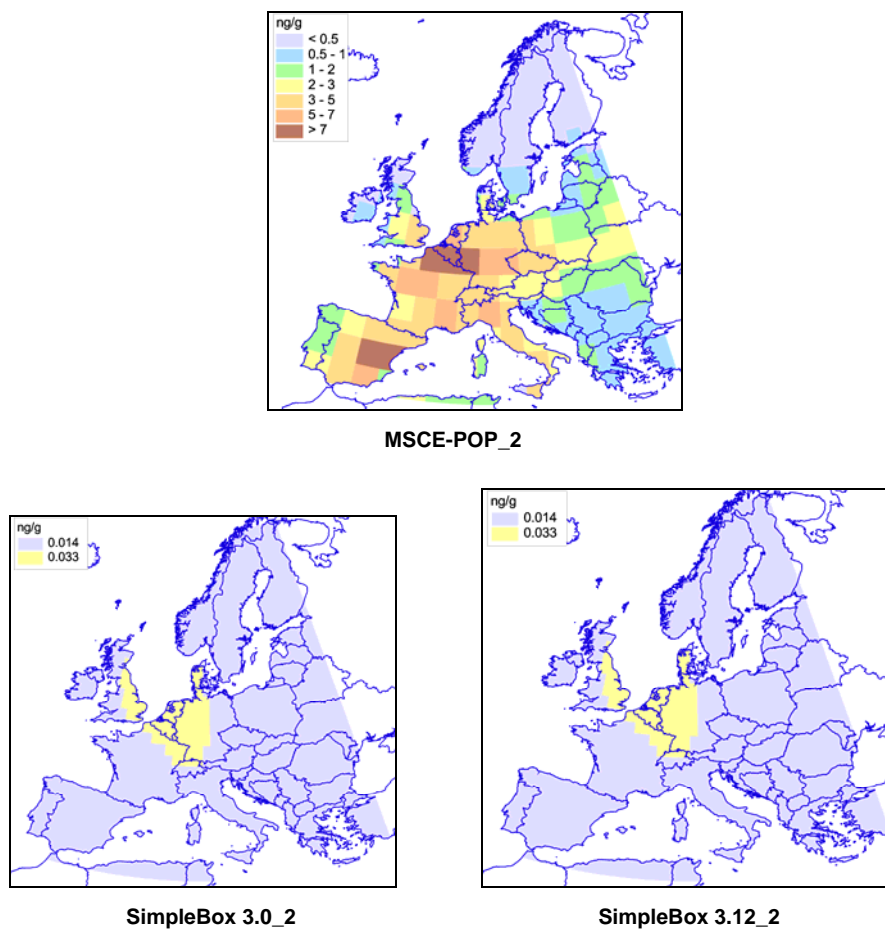 ng/g
< 0.5
0.5 - 1
1 - 2
2 - 3
3 - 5
5 - 7
> 7
MSCE-POP_2
ng/g
0.014
0.033
SimpleBox 3.0_2
ng/g
0.014
0.033
SimpleBox 3.12_2